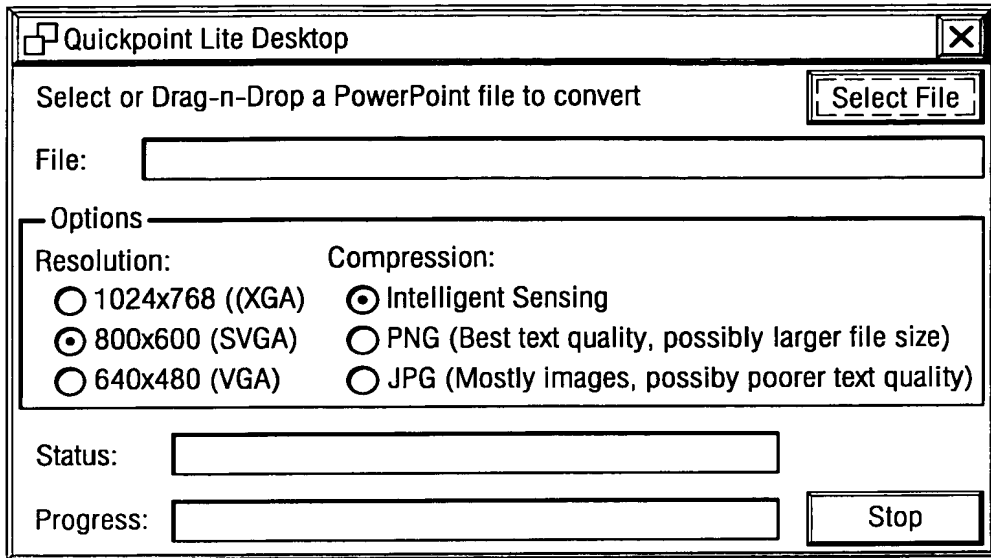 Quickpoint Lite Desktop
Select or Drag-n-Drop a PowerPoint file to convert
Select File
File:
Options
Resolution:
Compression:
1024x768 ((XGA)
Intelligent Sensing
800x600 (SVGA)
PNG (Best text quality, possibly larger file size)
640x480 (VGA)
JPG (Mostly images, possiby poorer text quality)
Status:
Progress:
Stop